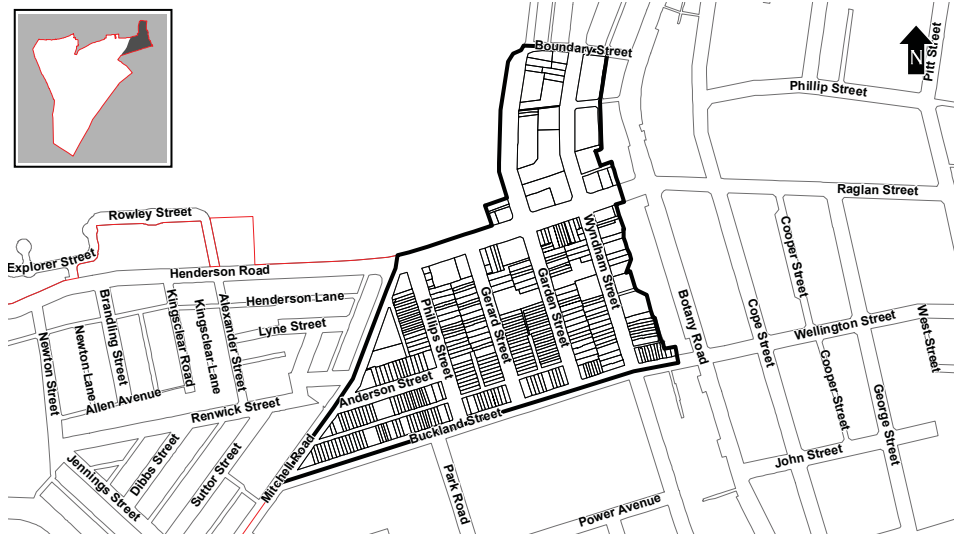 Boundary Street
Pitt Street
N
Phillip Street
Raglan Street
Rowley Street
Explorer Street
Henderson Road
Henderson Lane
Lyne Street
Newton Street
Newton Lane
Brandling Street
Kingsclear Road
Kingsclear Lane
Alexander Street
Allen Avenue
Renwick Street
Jennings Street
Dibbs Street
Suttor Street
Mitchell Road
Phillips Street
Gerard Street
Garden Street
Wyndham Street
Anderson Street
Buckland Street
Park Road
Power Avenue
Botany Road
Cope Street
Cooper Street
Wellington Street
West Street
Cooper Street
George Street
John Street